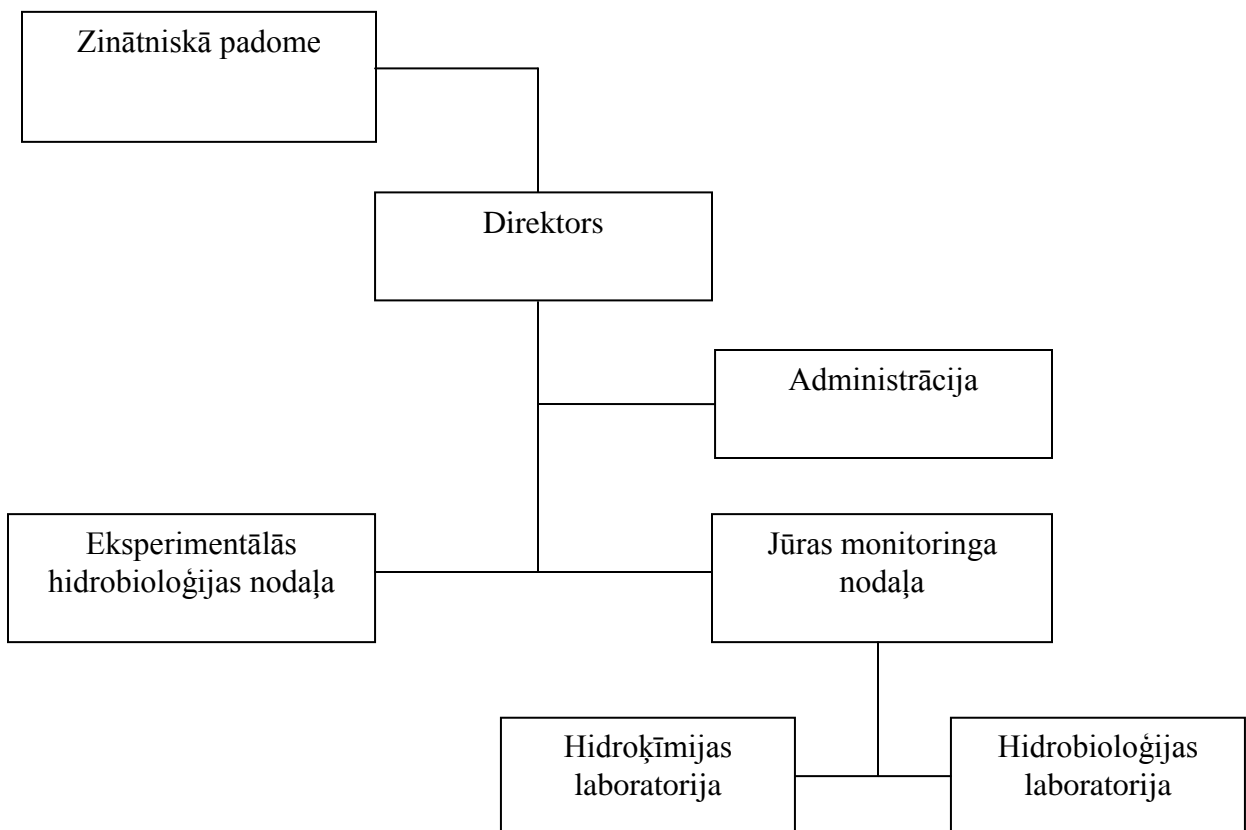 Zinātniskā padome
Direktors
Administrācija
Eksperimentālās
hidrobioloģijas nodaļa
Jūras monitoringa
nodaļa
Hidroķīmijas
laboratorija
Hidrobioloģijas
laboratorija